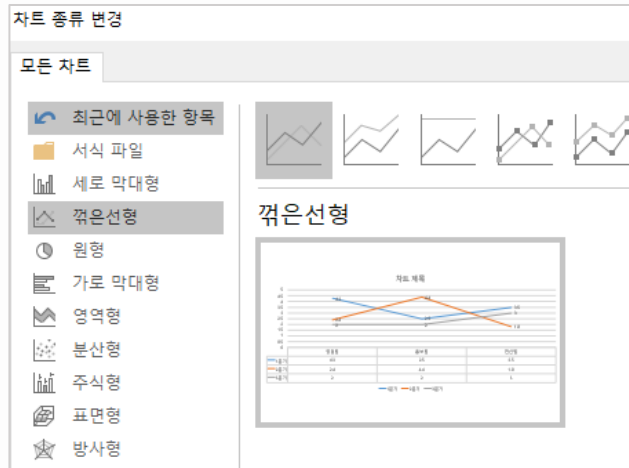 차트 종류 변경
모든 차트
최근에 사용한 항목
서식 파일
세로 막대형
꺾은선형
원형
가로 막대형
영역형
분산형
주식형
표면형
방사형
꺾은선형
차트 제목